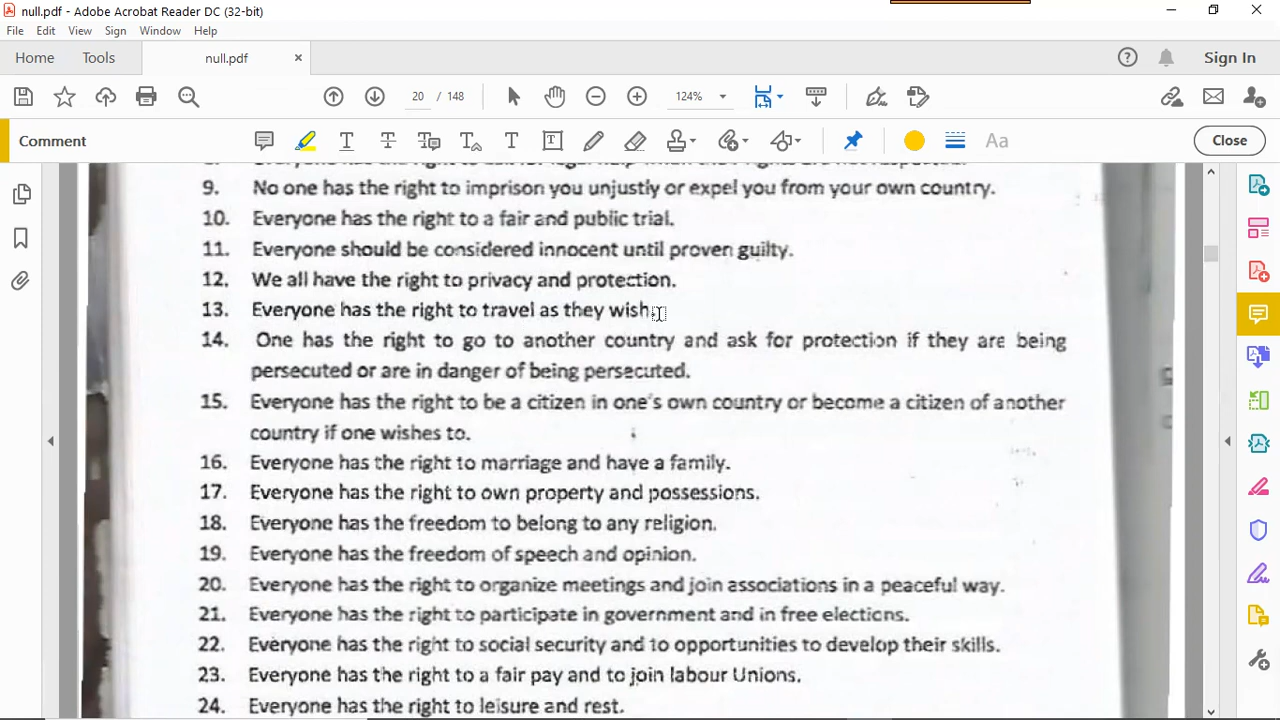 null.pdf - Adobe Acrobat Reader DC (32-bit)
File Edit View Sign Window Help
Home Tools null.pdf × Sign In
20 / 148 124%
Comment Aa Close
9. No one has the right to imprison you unjustly or expel you from your own country.
10. Everyone has the right to a fair and public trial.
11. Everyone should be considered innocent until proven guilty.
12. We all have the right to privacy and protection.
13. Everyone has the right to travel as they wish.
14. One has the right to go to another country and ask for protection if they are being
persecuted or are in danger of being persecuted.
15. Everyone has the right to be a citizen in one's own country or become a citizen of another
country if one wishes to.
16. Everyone has the right to marriage and have a family.
17. Everyone has the right to own property and possessions.
18. Everyone has the freedom to belong to any religion.
19. Everyone has the freedom of speech and opinion.
20. Everyone has the right to organize meetings and join associations in a peaceful way.
21. Everyone has the right to participate in government and in free elections.
22. Everyone has the right to social security and to opportunities to develop their skills.
23. Everyone has the right to a fair pay and to join labour Unions.
24. Everyone has the right to leisure and rest.